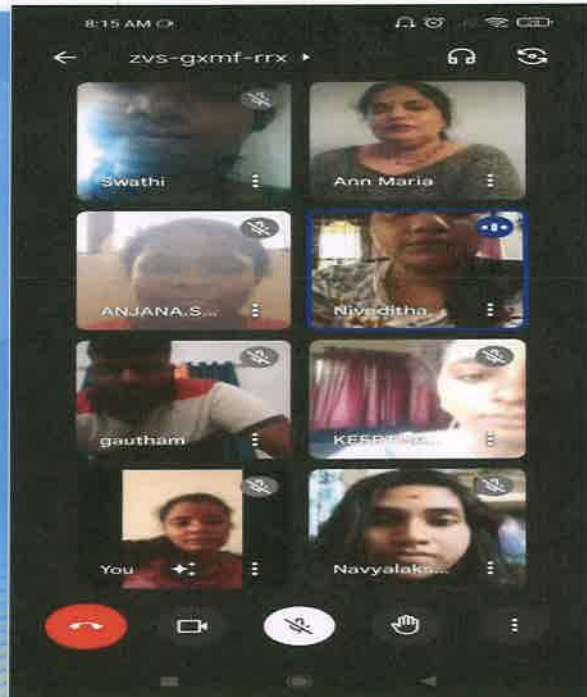 8:15 AM
zvs-gxmf-rrx
Swathi
Ann Maria
ANJANA.S...
Niveditha
gautham
You
Navyalaks...